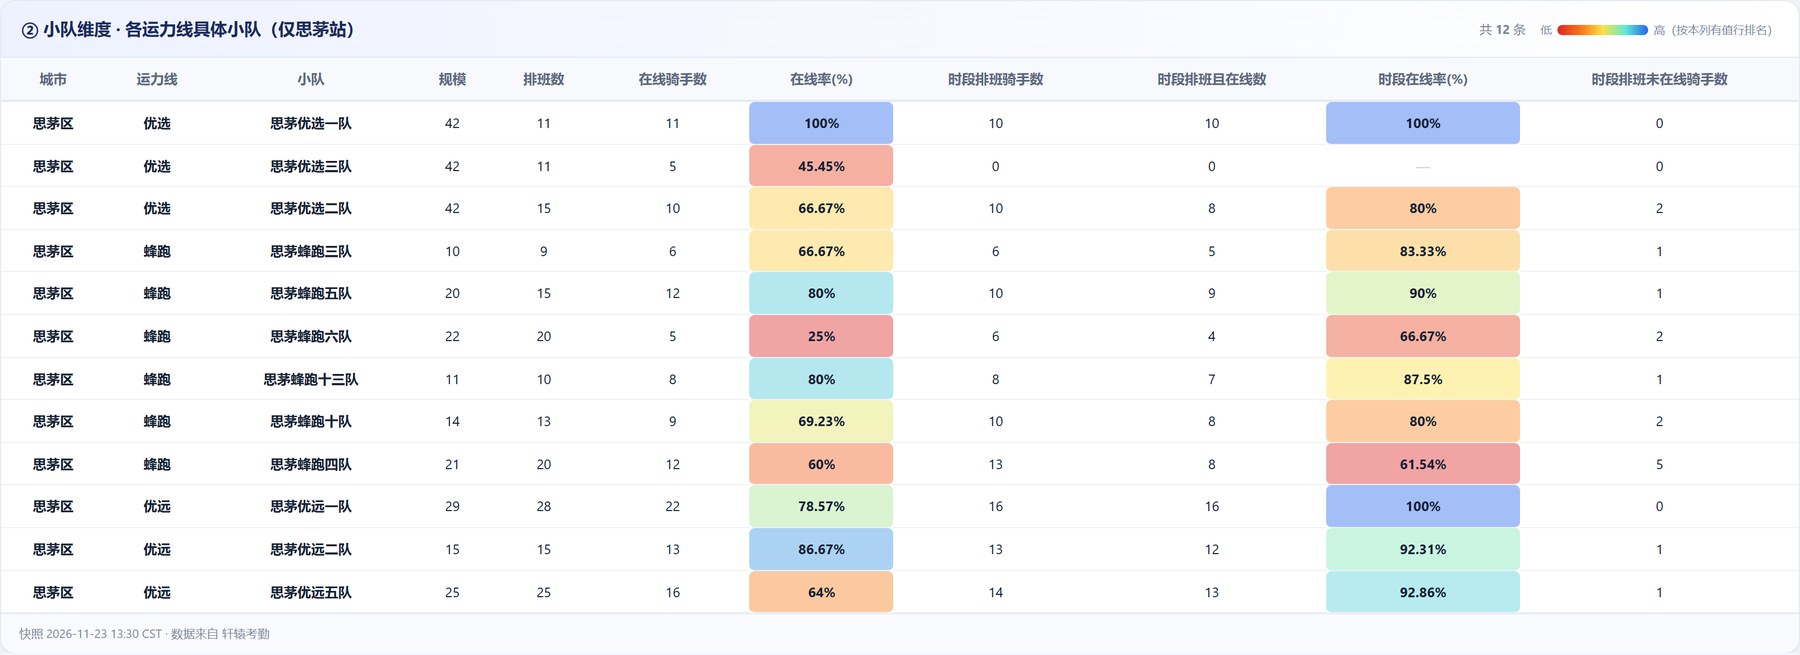 ② 小队维度 · 各运力线具体小队（仅思茅站） 共 12 条 低 高 (按本列有值行排名)
城市 运力线 小队 规模 排班数 在线骑手数 在线率(%) 时段排班骑手数 时段排班且在线数 时段在线率(%) 时段排班未在线骑手数
思茅区 优选 思茅优选一队 42 11 11 100% 10 10 100% 0
思茅区 优选 思茅优选三队 42 11 5 45.45% 0 0 — 0
思茅区 优选 思茅优选二队 42 15 10 66.67% 10 8 80% 2
思茅区 蜂跑 思茅蜂跑三队 10 9 6 66.67% 6 5 83.33% 1
思茅区 蜂跑 思茅蜂跑五队 20 15 12 80% 10 9 90% 1
思茅区 蜂跑 思茅蜂跑六队 22 20 5 25% 6 4 66.67% 2
思茅区 蜂跑 思茅蜂跑十三队 11 10 8 80% 8 7 87.5% 1
思茅区 蜂跑 思茅蜂跑十队 14 13 9 69.23% 10 8 80% 2
思茅区 蜂跑 思茅蜂跑四队 21 20 12 60% 13 8 61.54% 5
思茅区 优远 思茅优远一队 29 28 22 78.57% 16 16 100% 0
思茅区 优远 思茅优远二队 15 15 13 86.67% 13 12 92.31% 1
思茅区 优远 思茅优远五队 25 25 16 64% 14 13 92.86% 1
快照 2026-11-23 13:30 CST · 数据来自 轩辕考勤